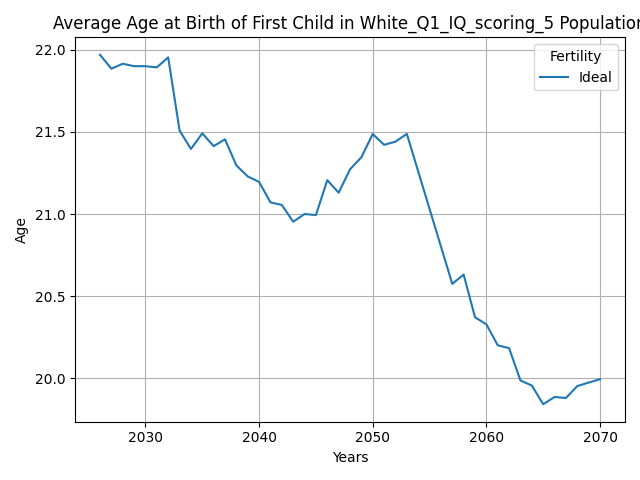 Average Age at Birth of First Child in White_Q1_IQ_scoring_5 Population
Fertility
Ideal
22.0
21.5
21.0
20.5
20.0
Age
2030 2040 2050 2060 2070
Years